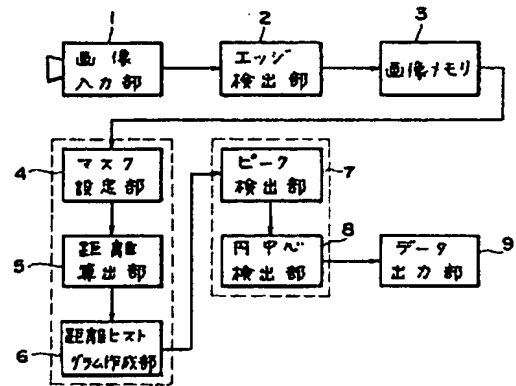 1
画像
入力部
2
エッジ
検出部
3
画像メモリ
4
マスク
設定部
5
距離
算出部
6
距離ヒスト
グラム作成部
ピーク
検出部
7
円中心
検出部
8
データ
出力部
9